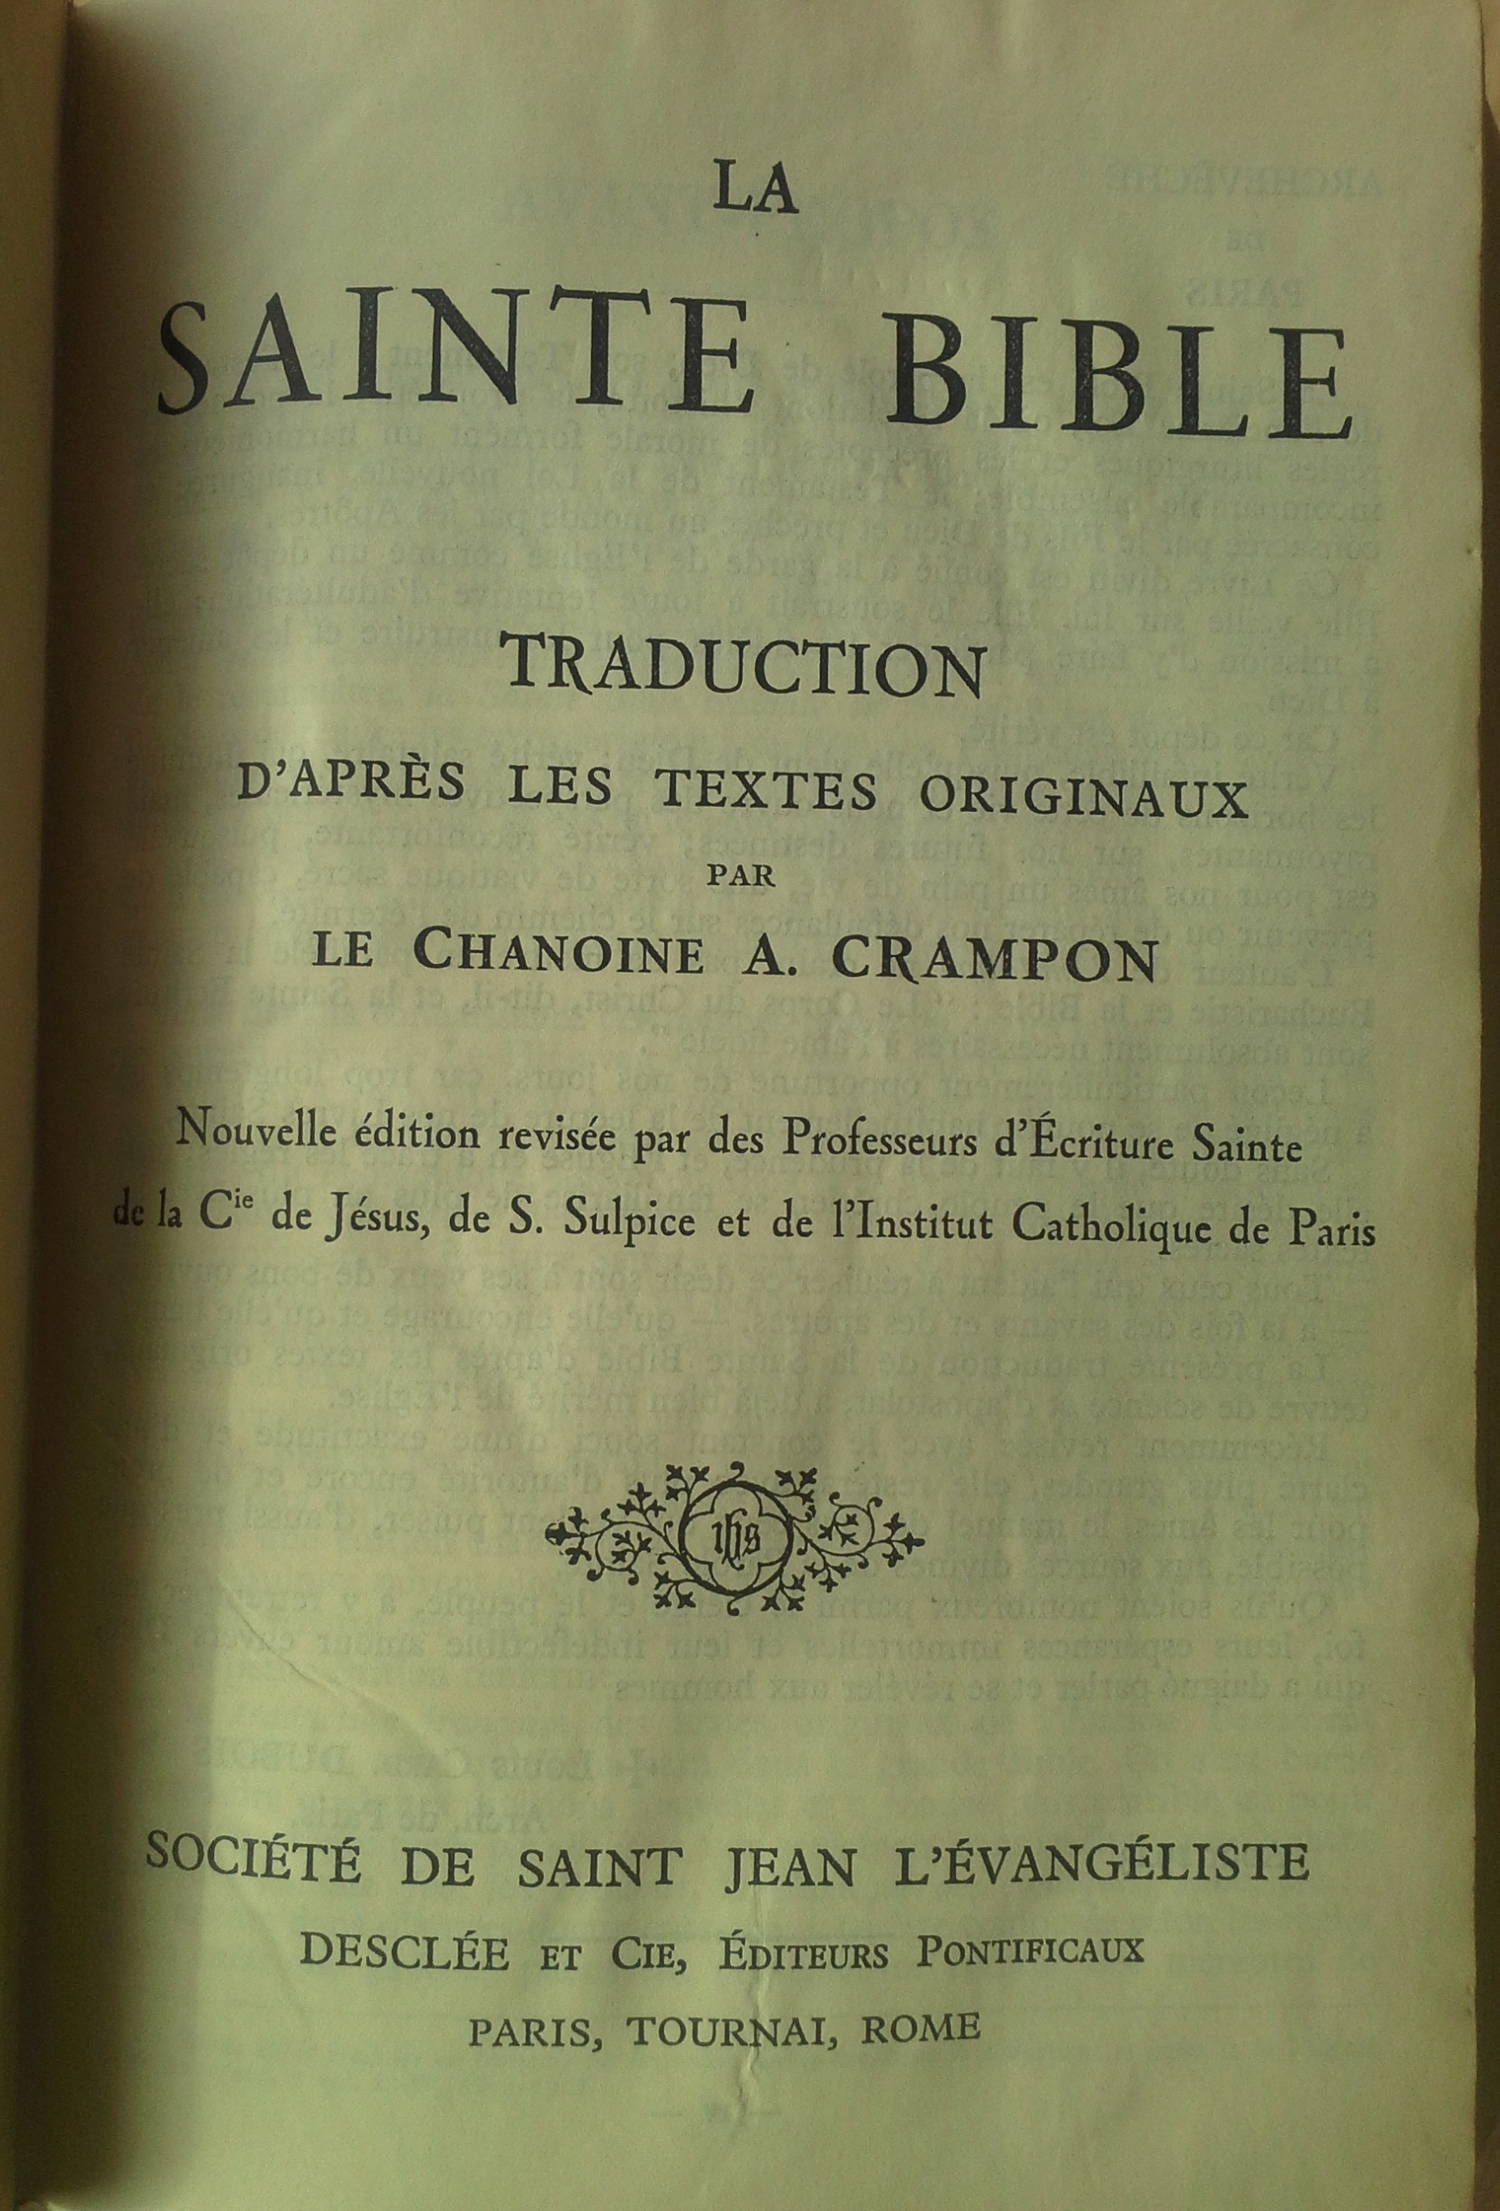 LA
SAINTE BIBLE
TRADUCTION
D'APRÈS LES TEXTES ORIGINAUX
PAR
LE CHANOINE A. CRAMPON
Nouvelle édition revisée par des Professeurs d'Écriture Sainte
de la Cie de Jésus, de S. Sulpice et de l'Institut Catholique de Paris
ihs
SOCIÉTÉ DE SAINT JEAN L'ÉVANGÉLISTE
DESCLÉE ET CIE, ÉDITEURS PONTIFICAUX
PARIS, TOURNAI, ROME